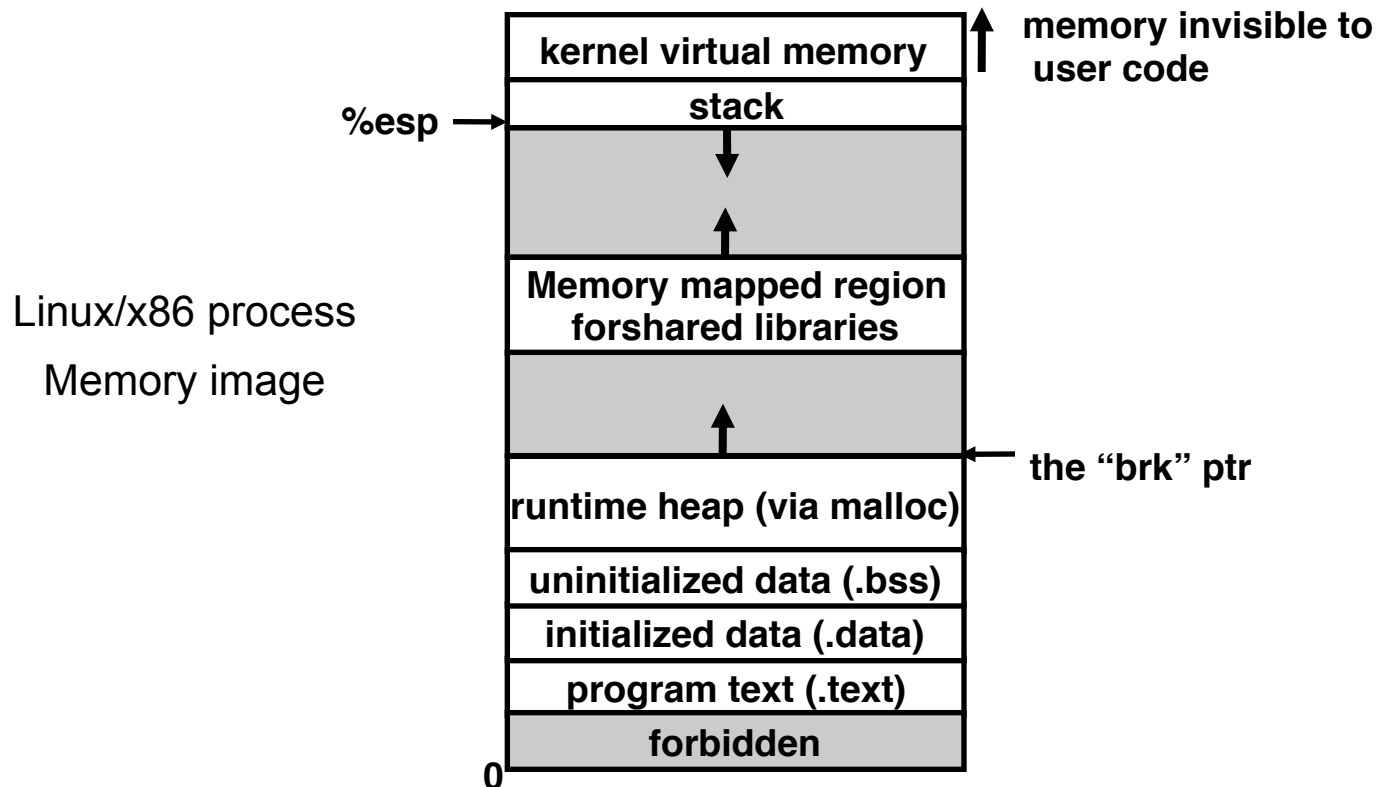 memory invisible to
user code
kernel virtual memory
stack
%esp
Memory mapped region
forshared libraries
Linux/x86 process
Memory image
the “brk” ptr
runtime heap (via malloc)
uninitialized data (.bss)
initialized data (.data)
program text (.text)
forbidden
0